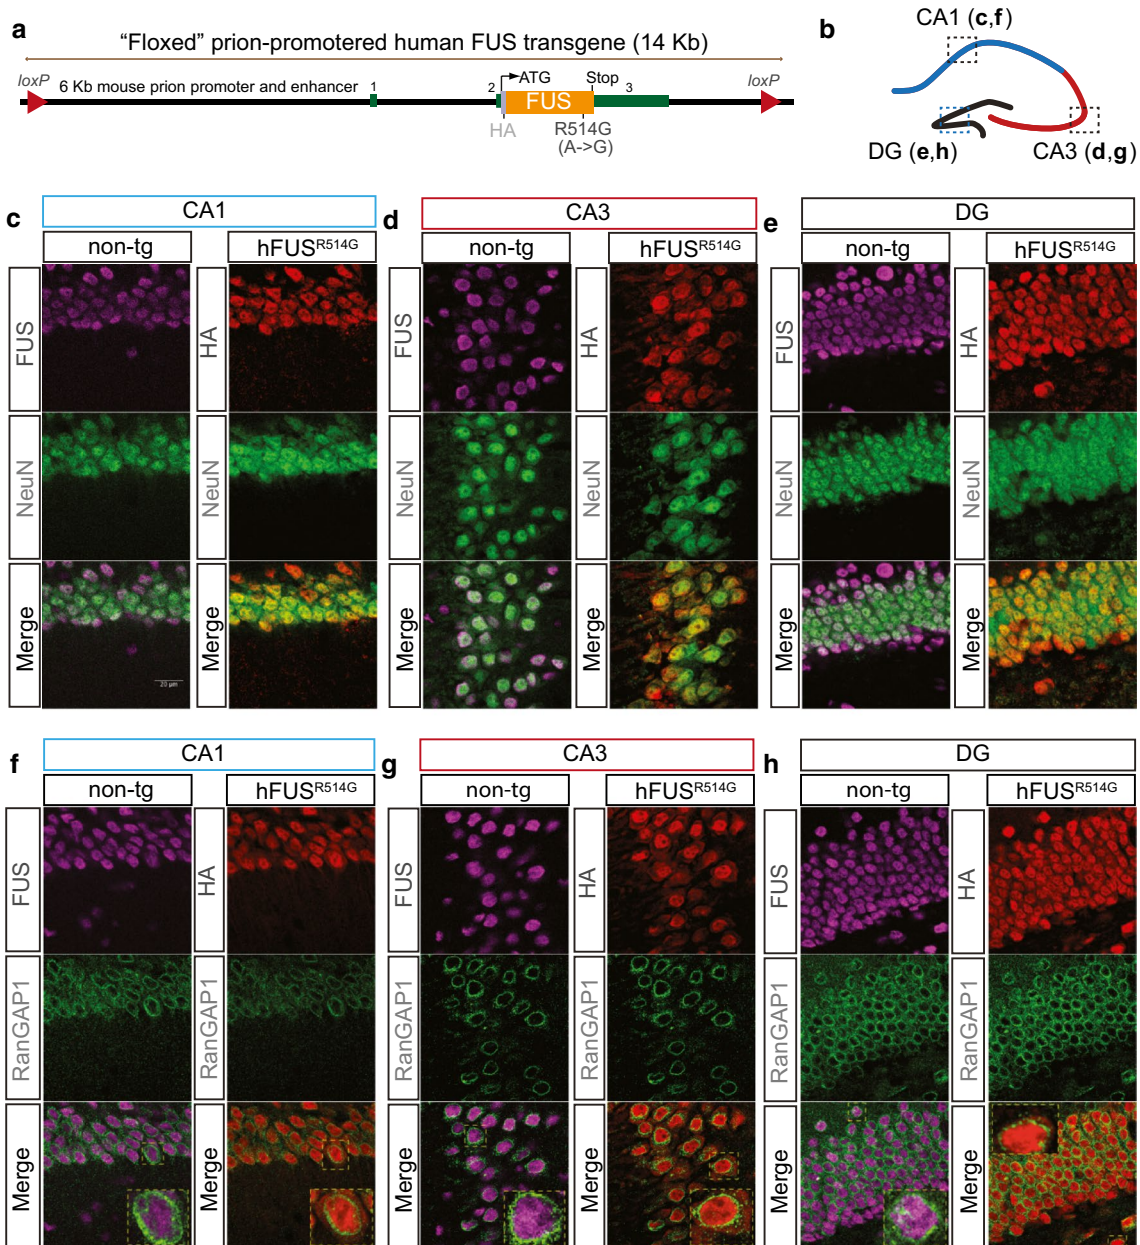 a
“Floxed” prion-promotered human FUS transgene (14 Kb)
loxP
6 Kb mouse prion promoter and enhancer
1
2
ATG
Stop
3
loxP
FUS
HA
R514G
(A->G)
b
CA1 (c,f)
DG (e,h)
CA3 (d,g)
c
CA1
non-tg
hFUSR514G
FUS
HA
NeuN
NeuN
Merge
Merge
20 µm
d
CA3
non-tg
hFUSR514G
FUS
HA
NeuN
NeuN
Merge
Merge
e
DG
non-tg
hFUSR514G
FUS
HA
NeuN
NeuN
Merge
Merge
f
CA1
non-tg
hFUSR514G
FUS
HA
RanGAP1
RanGAP1
Merge
Merge
g
CA3
non-tg
hFUSR514G
FUS
HA
RanGAP1
RanGAP1
Merge
Merge
h
DG
non-tg
hFUSR514G
FUS
HA
RanGAP1
RanGAP1
Merge
Merge